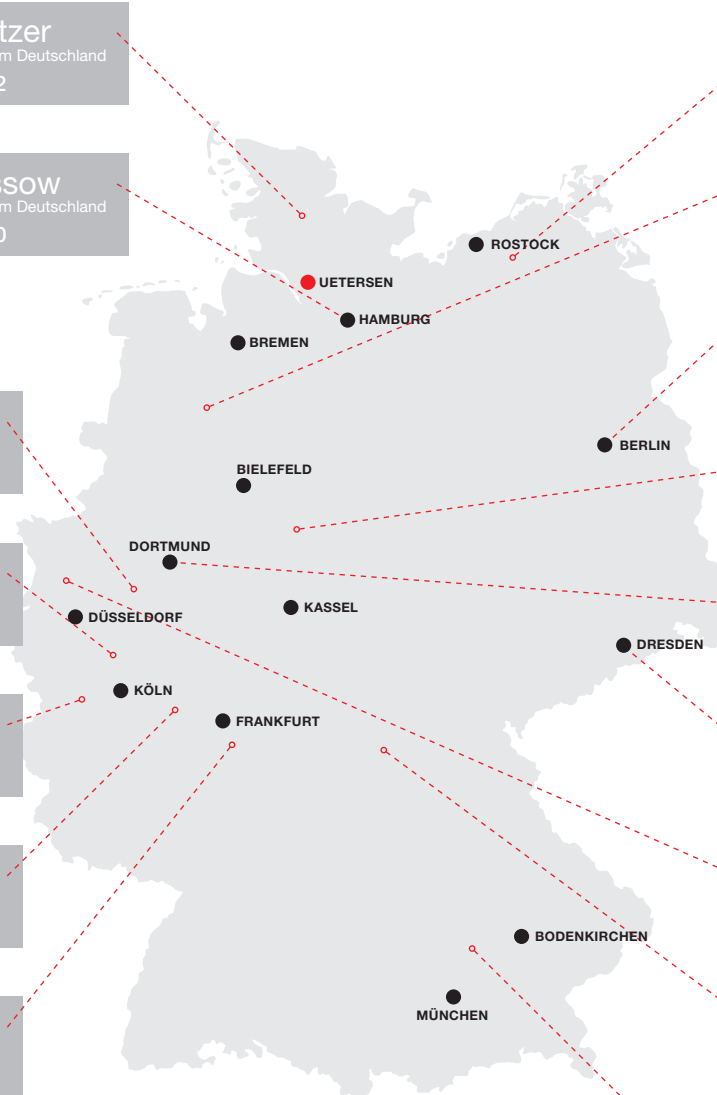 tzer
m Deutschland
2
ssow
m Deutschland
0
ROSTOCK
UETERSEN
HAMBURG
BREMEN
BERLIN
BIELEFELD
DORTMUND
KASSEL
DÜSSELDORF
DRESDEN
KÖLN
FRANKFURT
BODENKIRCHEN
MÜNCHEN